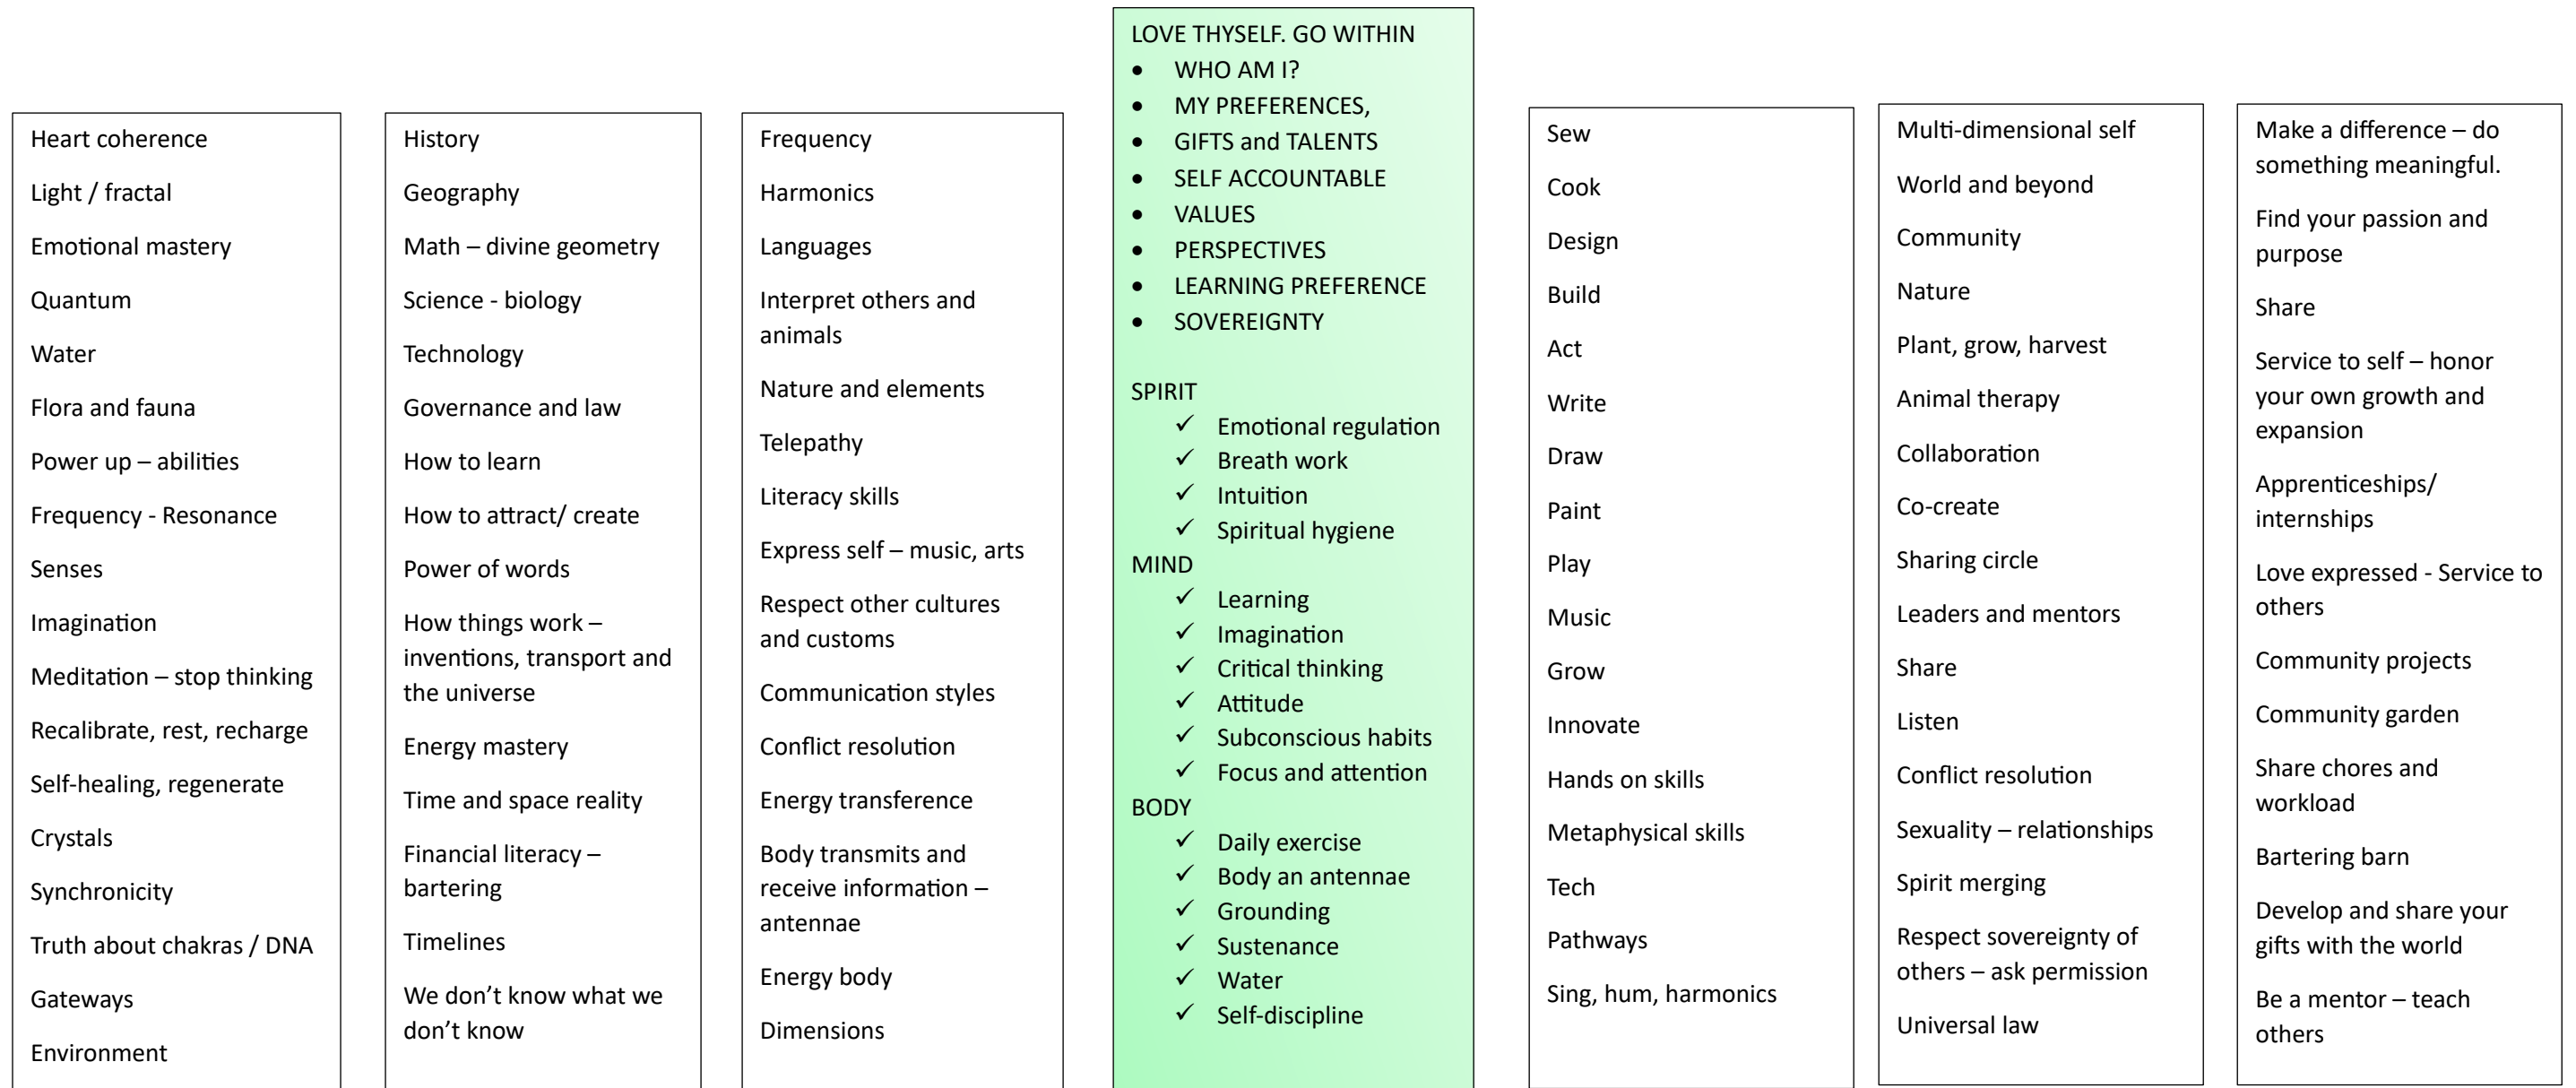 Heart coherence
Light / fractal
Emotional mastery
Quantum
Water
Flora and fauna
Power up – abilities
Frequency - Resonance
Senses
Imagination
Meditation – stop thinking
Recalibrate, rest, recharge
Self-healing, regenerate
Crystals
Synchronicity
Truth about chakras / DNA
Gateways
Environment
History
Geography
Math – divine geometry
Science - biology
Technology
Governance and law
How to learn
How to attract/ create
Power of words
How things work –
inventions, transport and
the universe
Energy mastery
Time and space reality
Financial literacy –
bartering
Timelines
We don’t know what we
don’t know
Frequency
Harmonics
Languages
Interpret others and
animals
Nature and elements
Telepathy
Literacy skills
Express self – music, arts
Respect other cultures
and customs
Communication styles
Conflict resolution
Energy transference
Body transmits and
receive information –
antennae
Energy body
Dimensions
LOVE THYSELF. GO WITHIN
• WHO AM I?
• MY PREFERENCES,
• GIFTS and TALENTS
• SELF ACCOUNTABLE
• VALUES
• PERSPECTIVES
• LEARNING PREFERENCE
• SOVEREIGNTY
SPIRIT
✓ Emotional regulation
✓ Breath work
✓ Intuition
✓ Spiritual hygiene
MIND
✓ Learning
✓ Imagination
✓ Critical thinking
✓ Attitude
✓ Subconscious habits
✓ Focus and attention
BODY
✓ Daily exercise
✓ Body an antennae
✓ Grounding
✓ Sustenance
✓ Water
✓ Self-discipline
Sew
Cook
Design
Build
Act
Write
Draw
Paint
Play
Music
Grow
Innovate
Hands on skills
Metaphysical skills
Tech
Pathways
Sing, hum, harmonics
Multi-dimensional self
World and beyond
Community
Nature
Plant, grow, harvest
Animal therapy
Collaboration
Co-create
Sharing circle
Leaders and mentors
Share
Listen
Conflict resolution
Sexuality – relationships
Spirit merging
Respect sovereignty of
others – ask permission
Universal law
Make a difference – do
something meaningful.
Find your passion and
purpose
Share
Service to self – honor
your own growth and
expansion
Apprenticeships/
internships
Love expressed - Service to
others
Community projects
Community garden
Share chores and
workload
Bartering barn
Develop and share your
gifts with the world
Be a mentor – teach
others